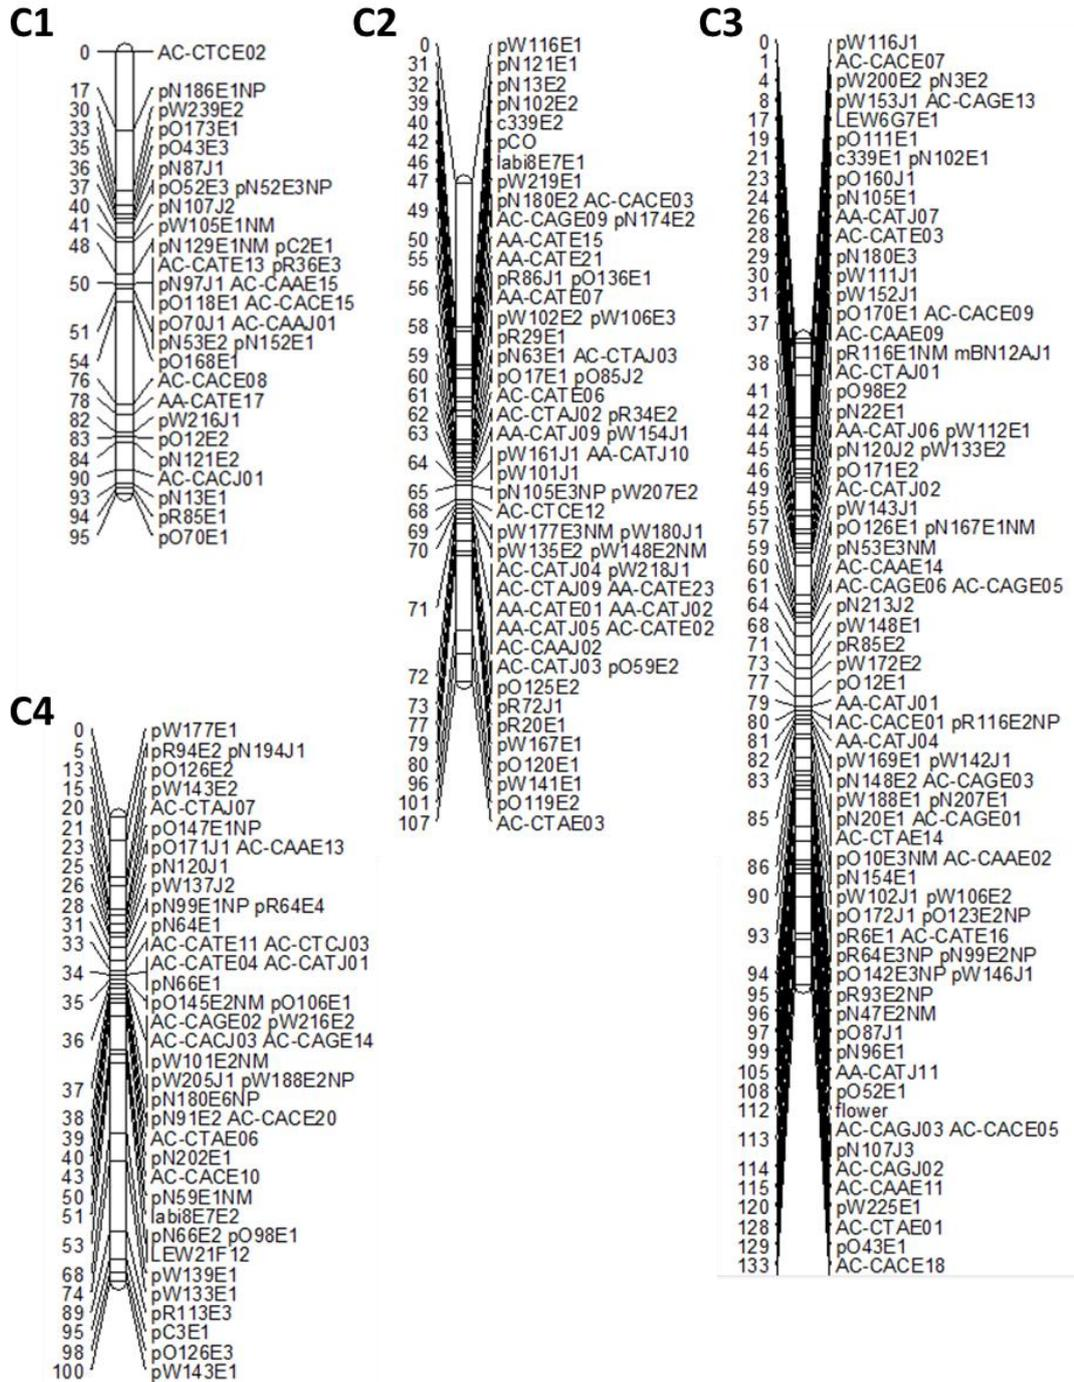 C1
0 AC-CTCE02
17 pN186E1NP
30 pW239E2
33 pO173E1
35 pO43E3
36 pN87J1
37 pO52E3 pN52E3NP
40 pN107J2
41 pW105E1NM
48 pN129E1NM pC2E1
AC-CATE13 pR36E3
50 pN97J1 AC-CAAE15
pO118E1 AC-CACE15
51 pO70J1 AC-CAAJ01
pN53E2 pN152E1
54 pO168E1
76 AC-CACE08
78 AA-CATE17
82 pW216J1
83 pO12E2
84 pN121E2
90 AC-CACJ01
93 pN13E1
94 pR85E1
95 pO70E1
C2
0 pW116E1
31 pN121E1
32 pN13E2
39 pN102E2
40 c339E2
42 pCO
46 labi8E7E1
47 pW219E1
49 pN180E2 AC-CACE03
AC-CAGE09 pN174E2
50 AA-CATE15
55 AA-CATE21
56 pR86J1 pO136E1
AA-CATE07
58 pW102E2 pW106E3
pR29E1
59 pN63E1 AC-CTAJ03
60 pO17E1 pO85J2
61 AC-CATE06
62 AC-CTAJ02 pR34E2
63 AA-CATJ09 pW154J1
64 pW161J1 AA-CATJ10
pW101J1
65 pN105E3NP pW207E2
68 AC-CTCE12
69 pW177E3NM pW180J1
70 pW135E2 pW148E2NM
AC-CATJ04 pW218J1
AC-CTAJ09 AA-CATE23
71 AA-CATE01 AA-CATJ02
AA-CATJ05 AC-CATE02
AC-CAAJ02
72 AC-CATJ03 pO59E2
pO125E2
73 pR72J1
77 pR20E1
79 pW167E1
80 pO120E1
96 pW141E1
101 pO119E2
107 AC-CTAE03
C3
0 pW116J1
1 AC-CACE07
4 pW200E2 pN3E2
8 pW153J1 AC-CAGE13
17 LEW6G7E1
19 pO111E1
21 c339E1 pN102E1
23 pO160J1
24 pN105E1
26 AA-CATJ07
28 AC-CATE03
29 pN180E3
30 pW111J1
31 pW152J1
37 pO170E1 AC-CACE09
AC-CAAE09
38 pR116E1NM mBN12AJ1
AC-CTAJ01
41 pO98E2
42 pN22E1
44 AA-CATJ06 pW112E1
45 pN120J2 pW133E2
46 pO171E2
49 AC-CATJ02
55 pW143J1
57 pO126E1 pN167E1NM
59 pN53E3NM
60 AC-CAAE14
61 AC-CAGE06 AC-CAGE05
64 pN213J2
68 pW148E1
71 pR85E2
73 pW172E2
77 pO12E1
79 AA-CATJ01
80 AC-CACE01 pR116E2NP
81 AA-CATJ04
82 pW169E1 pW142J1
83 pN148E2 AC-CAGE03
pW188E1 pN207E1
85 pN20E1 AC-CAGE01
AC-CTAE14
86 pO10E3NM AC-CAAE02
pN154E1
90 pW102J1 pW106E2
pO172J1 pO123E2NP
93 pR6E1 AC-CATE16
pR64E3NP pN99E2NP
94 pO142E3NP pW146J1
95 pR93E2NP
96 pN47E2NM
97 pO87J1
99 pN96E1
105 AA-CATJ11
108 pO52E1
112 flower
113 AC-CAGJ03 AC-CACE05
pN107J3
114 AC-CAGJ02
115 AC-CAAE11
120 pW225E1
128 AC-CTAE01
129 pO43E1
133 AC-CACE18
C4
0 pW177E1
5 pR94E2 pN194J1
13 pO126E2
15 pW143E2
20 AC-CTAJ07
21 pO147E1NP
23 pO171J1 AC-CAAE13
25 pN120J1
26 pW137J2
28 pN99E1NP pR64E4
31 pN64E1
33 AC-CATE11 AC-CTCJ03
34 AC-CATE04 AC-CATJ01
pN66E1
35 pO145E2NM pO106E1
AC-CAGE02 pW216E2
36 AC-CACJ03 AC-CAGE14
pW101E2NM
37 pW205J1 pW188E2NP
pN180E6NP
38 pN91E2 AC-CACE20
39 AC-CTAE06
40 pN202E1
43 AC-CACE10
50 pN59E1NM
51 labi8E7E2
53 pN66E2 pO98E1
LEW21F12
68 pW139E1
74 pW133E1
89 pR113E3
95 pC3E1
98 pO126E3
100 pW143E1